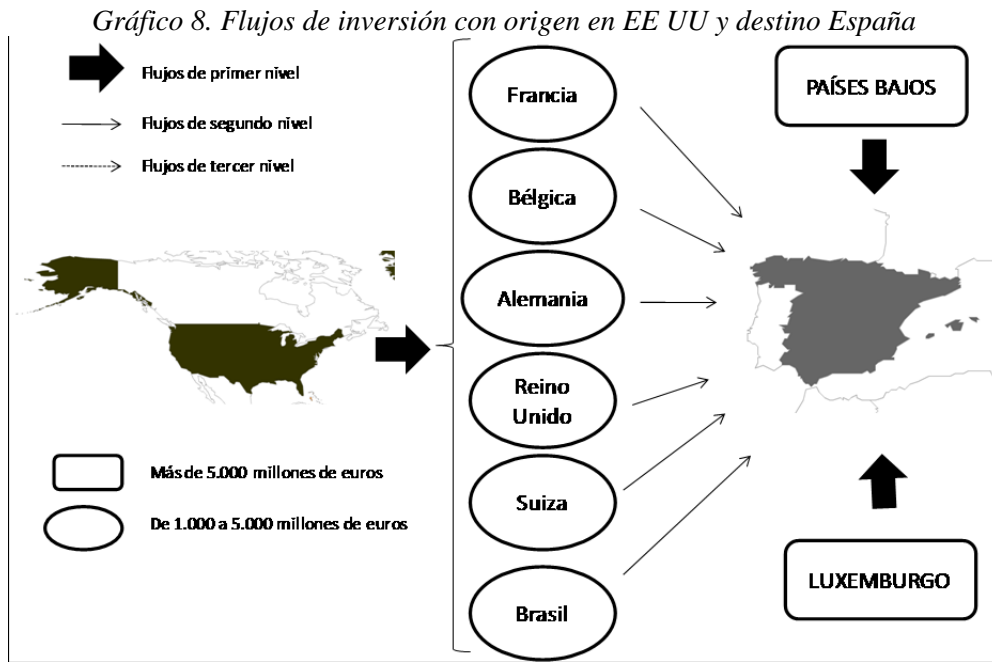 Gráfico 8. Flujos de inversión con origen en EE UU y destino España
Flujos de primer nivel
Flujos de segundo nivel
Flujos de tercer nivel
Más de 5.000 millones de euros
De 1.000 a 5.000 millones de euros
Francia
Bélgica
Alemania
Reino
Unido
Suiza
Brasil
PAÍSES BAJOS
LUXEMBURGO